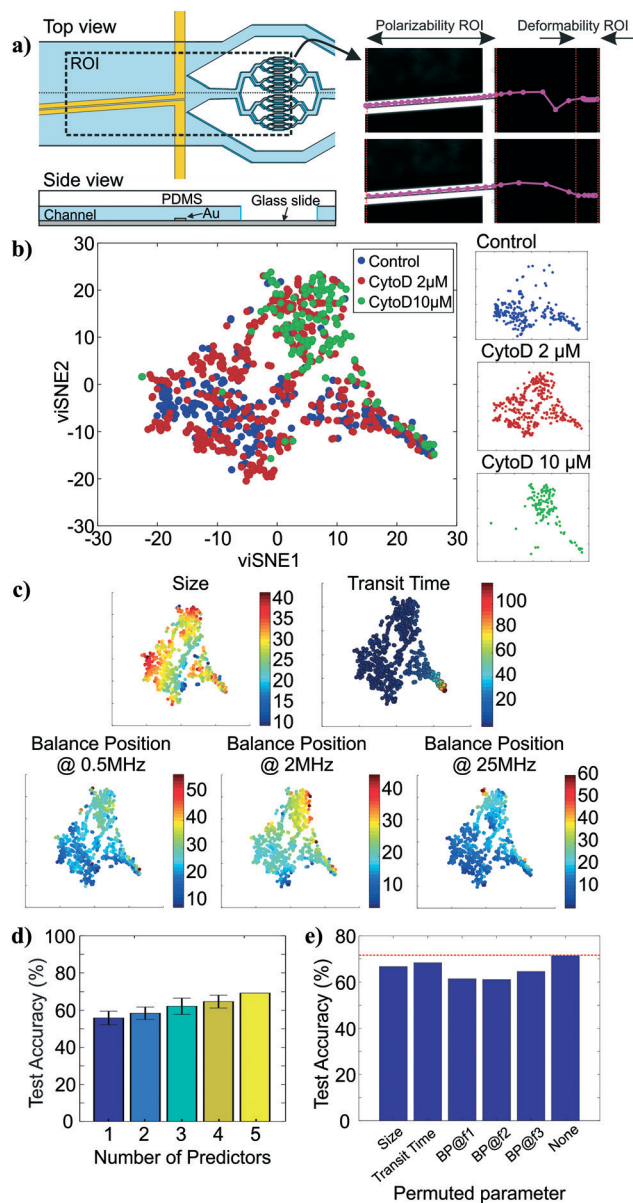 Top view
Polarizability ROI
Deformability ROI
a)
ROI
Side view
PDMS
Glass slide
Channel
Au
b)
30
20
10
0
-10
-20
-30
viSNE2
Control
CytoD 2μM
CytoD10μM
-30
-20
-10
0
10
20
30
viSNE1
Control
CytoD 2 μM
CytoD 10 μM
c)
Size
40
35
30
25
20
15
10
Transit Time
100
80
60
40
20
Balance Position
@ 0.5MHz
50
40
30
20
10
Balance Position
@ 2MHz
40
30
20
10
Balance Position
@ 25MHz
60
50
40
30
20
10
d)
100
80
60
40
20
0
Test Accuracy (%)
1
2
3
4
5
Number of Predictors
e)
80
60
40
20
0
Test Accuracy (%)
Size
Transit Time
BP@f1
BP@f2
BP@f3
None
Permuted parameter